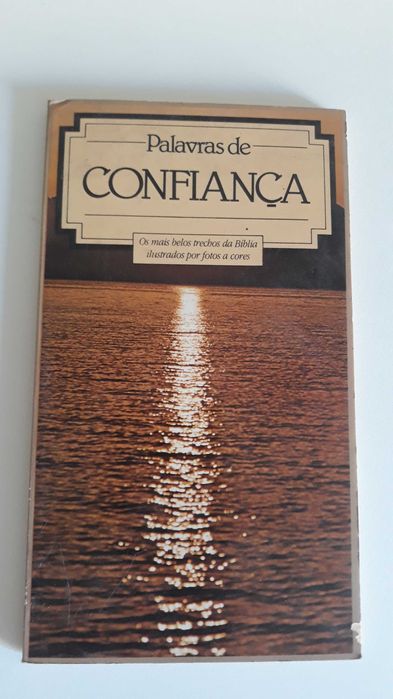 Palavras de
CONFIANÇA
Os mais belos trechos da Bíblia
ilustrados por fotos a cores